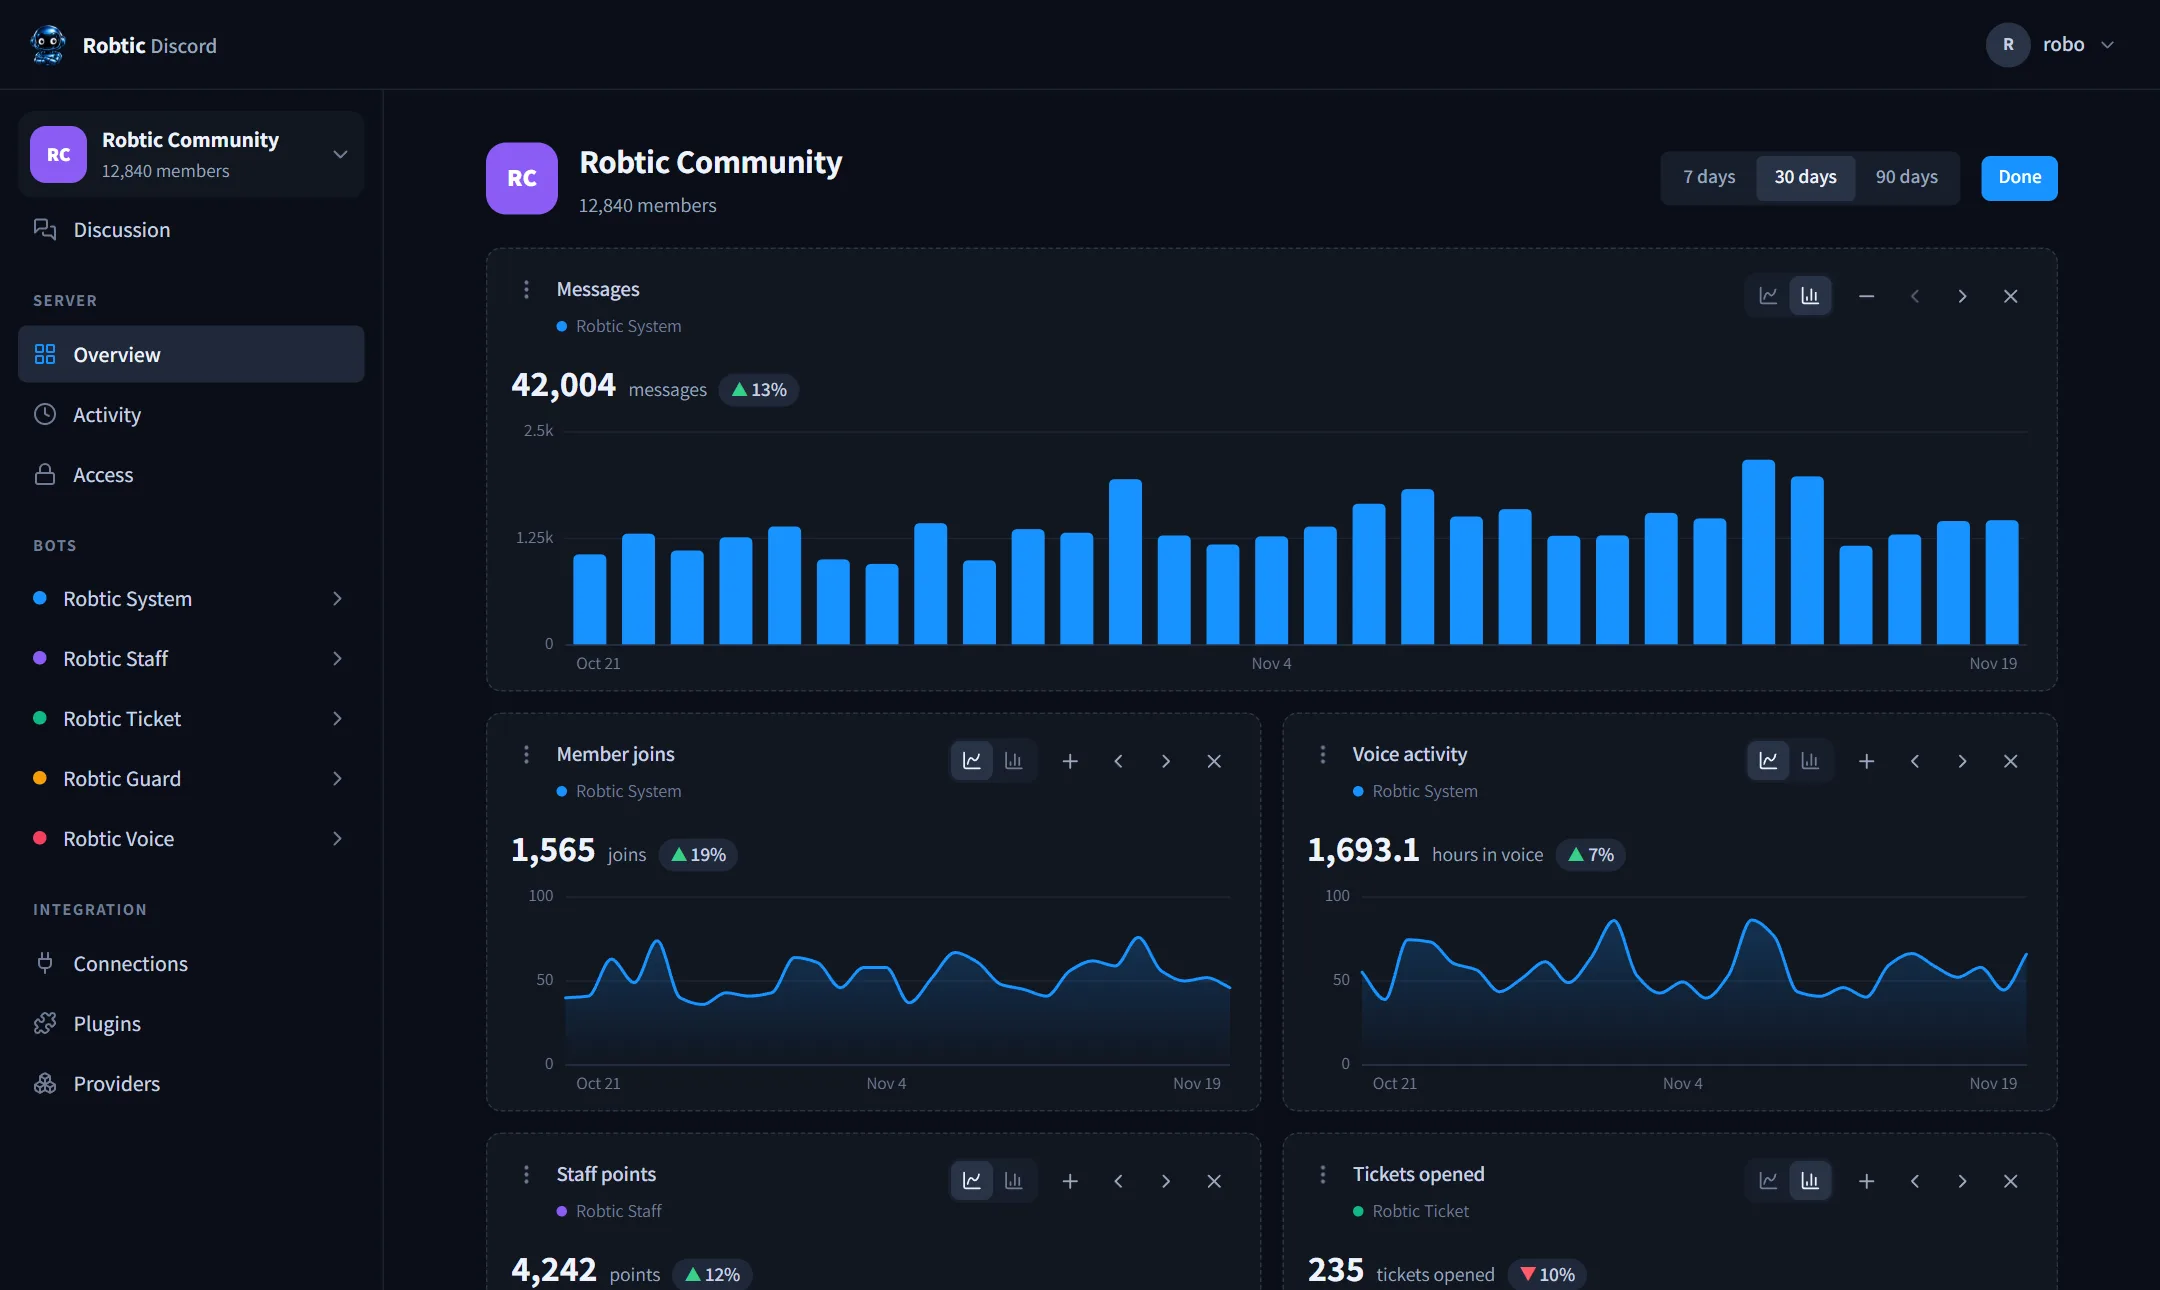 Robtic Discord
R robo
RC Robtic Community
12,840 members
Discussion
SERVER
Overview
Activity
Access
BOTS
Robtic System
Robtic Staff
Robtic Ticket
Robtic Guard
Robtic Voice
INTEGRATION
Connections
Plugins
Providers
RC Robtic Community
12,840 members
7 days 30 days 90 days Done
Messages
Robtic System
42,004 messages 13%
2.5k
1.25k
0
Oct 21 Nov 4 Nov 19
Member joins
Robtic System
1,565 joins 19%
100
50
0
Oct 21 Nov 4 Nov 19
Voice activity
Robtic System
1,693.1 hours in voice 7%
100
50
0
Oct 21 Nov 4 Nov 19
Staff points
Robtic Staff
4,242 points 12%
Tickets opened
Robtic Ticket
235 tickets opened 10%